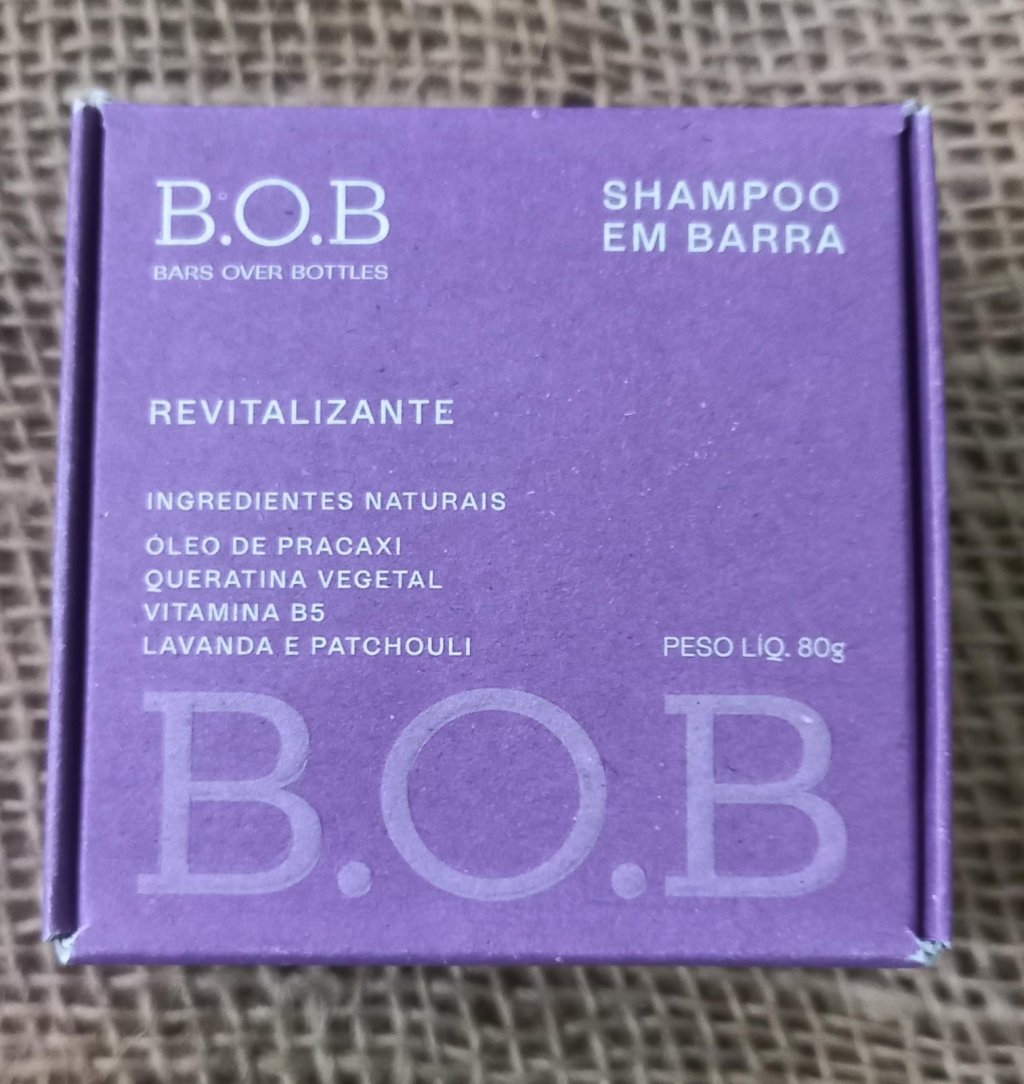 B.O.B
BARS OVER BOTTLES
SHAMPOO
EM BARRA
REVITALIZANTE
INGREDIENTES NATURAIS
ÓLEO DE PRACAXI
QUERATINA VEGETAL
VITAMINA B5
LAVANDA E PATCHOULI
PESO LÍQ. 80g
B.O.B